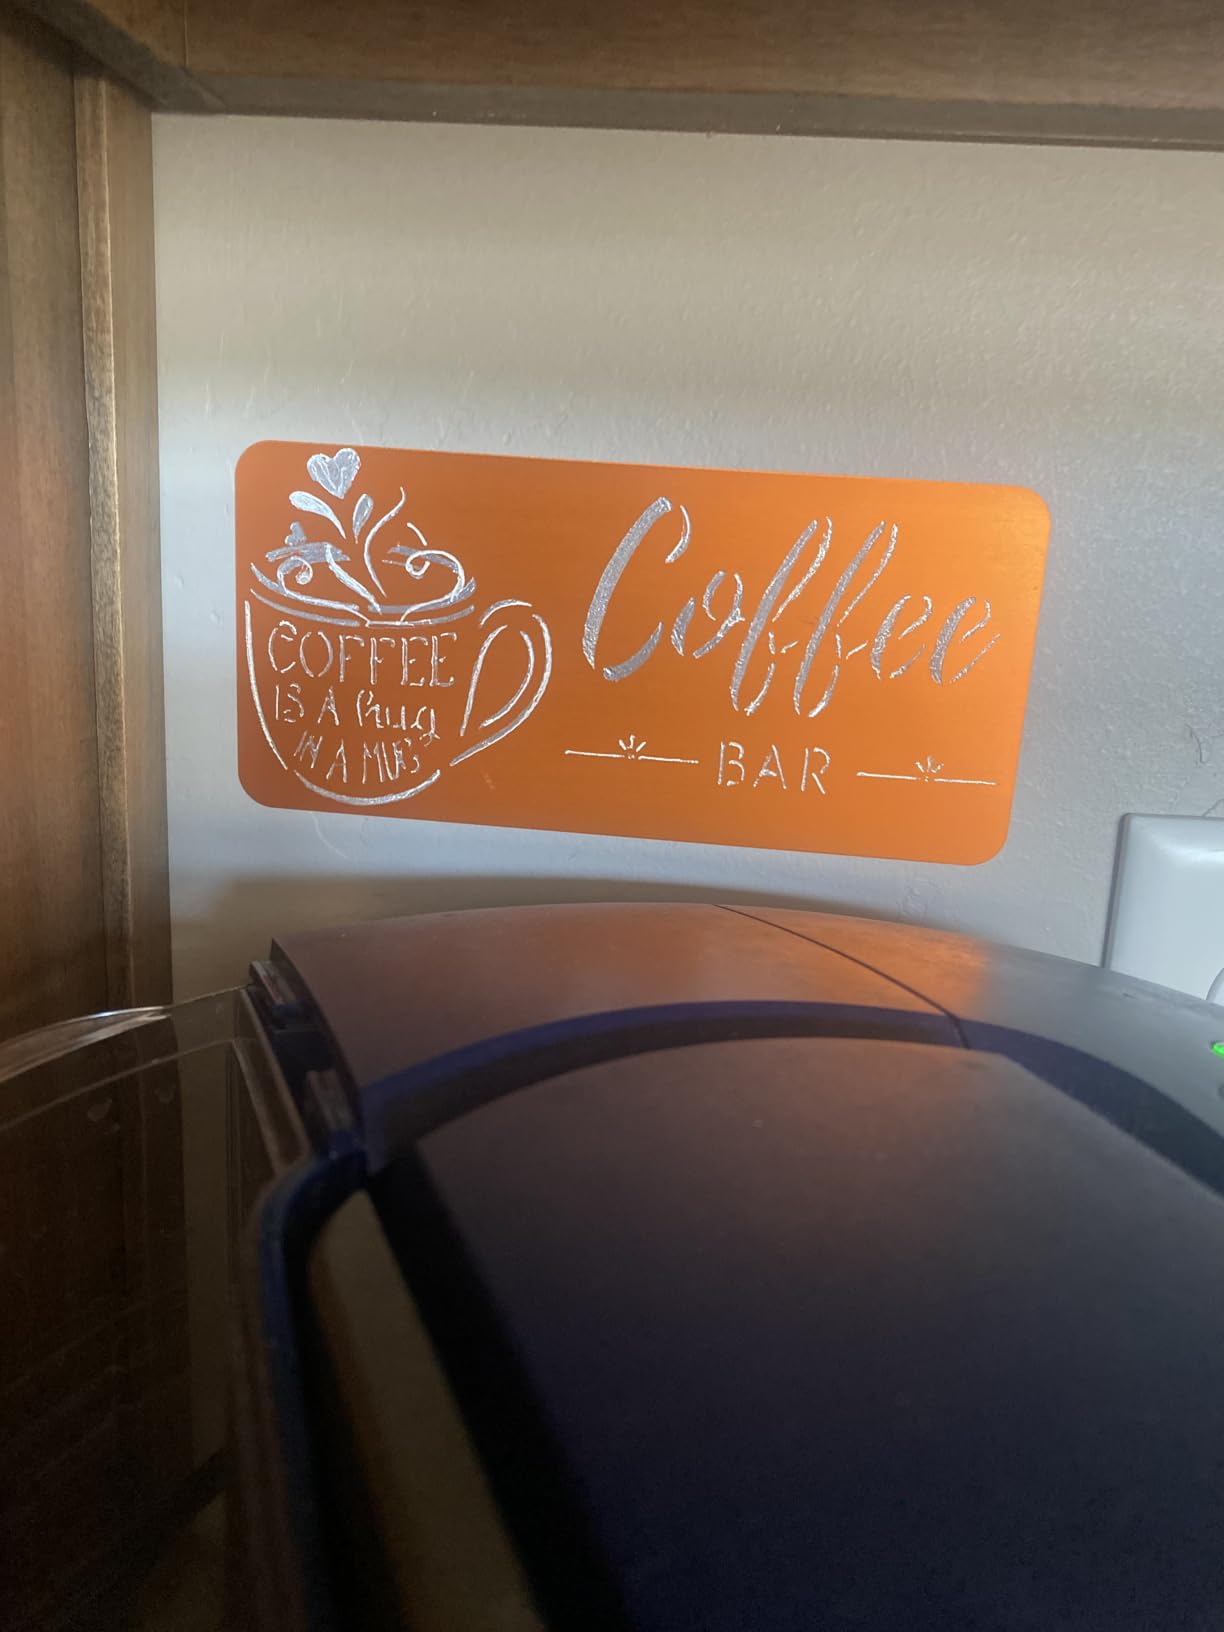 COFFEE
IS A hug
IN A MUG
Coffee
BAR